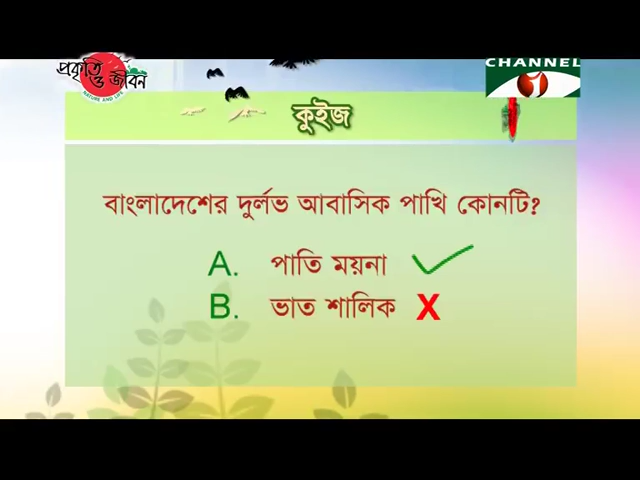 প্রকৃতি ও জীবন
NATURE AND LIFE
CHANNEL
i
কুইজ
বাংলাদেশের দুর্লভ আবাসিক পাখি কোনটি?
A. পাতি ময়না
B. ভাত শালিক X